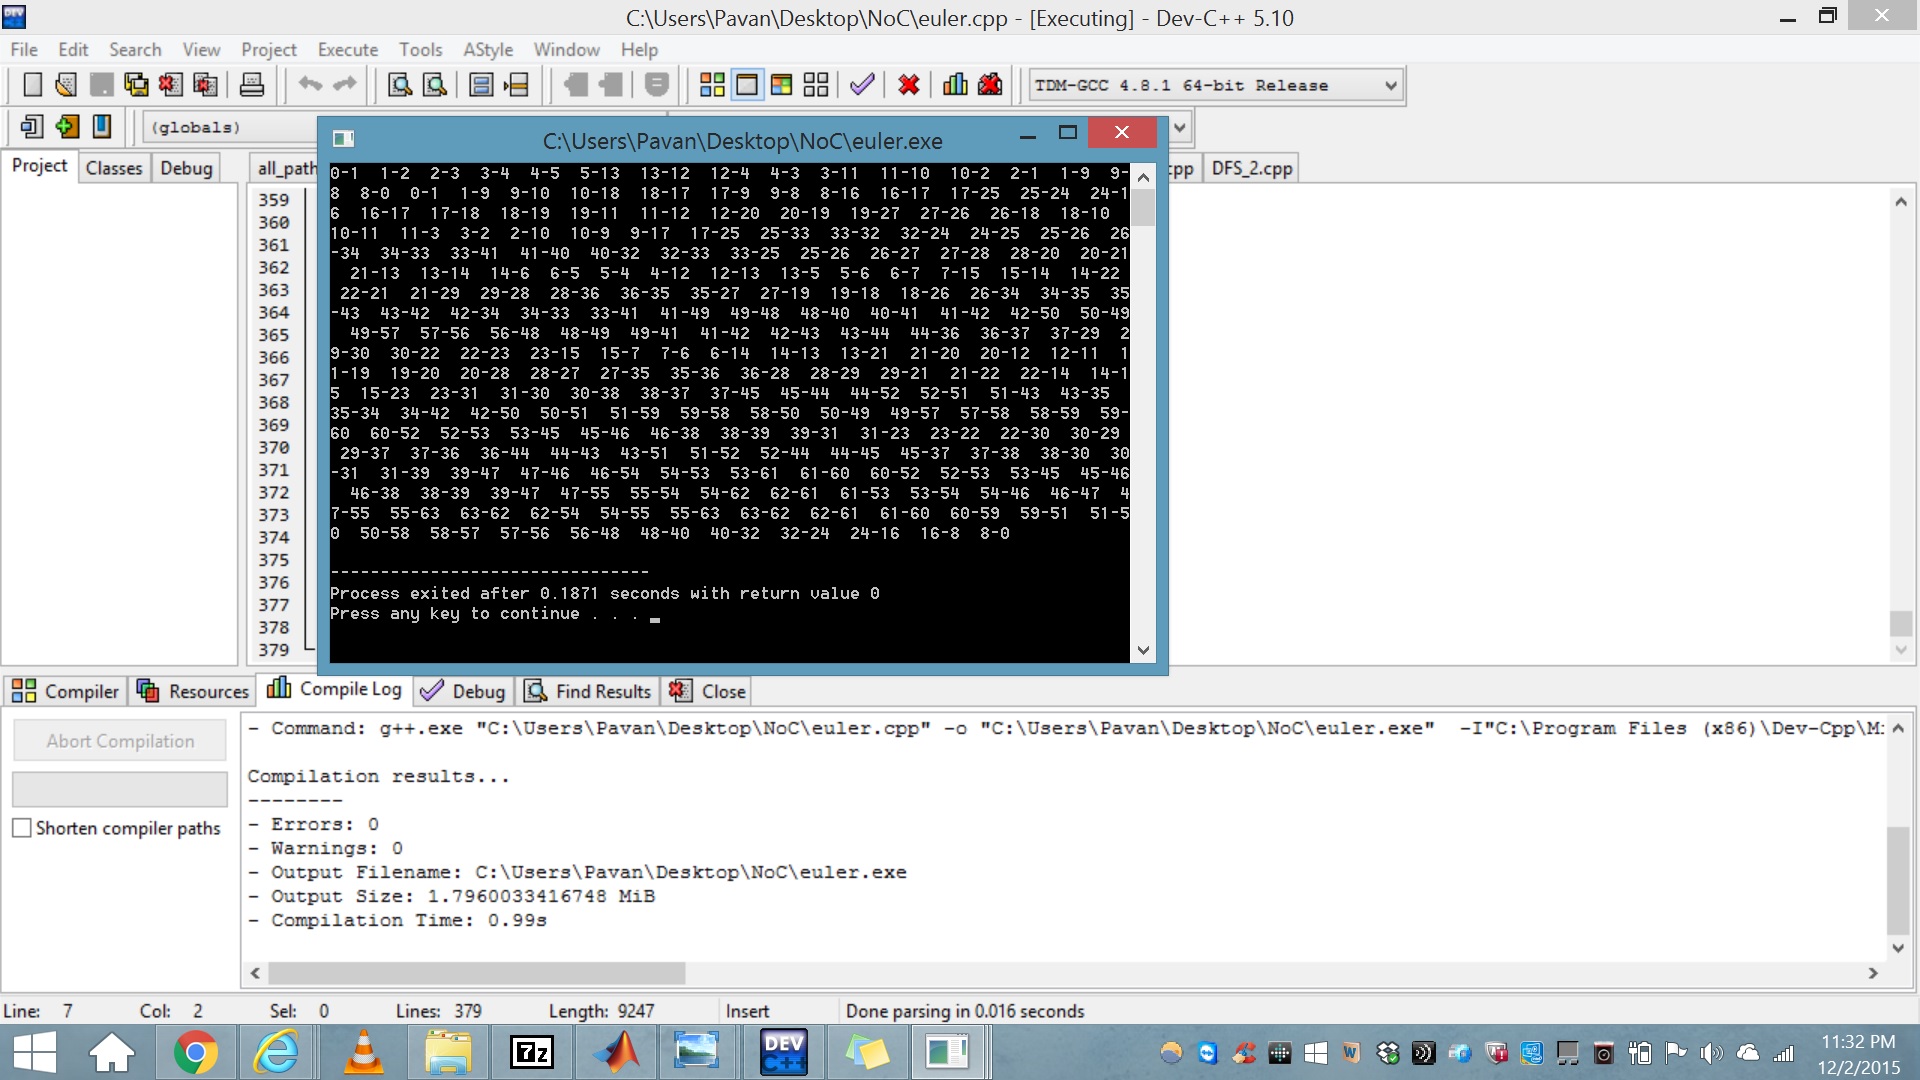 C:\Users\Pavan\Desktop\NoC\euler.cpp - [Executing] - Dev-C++ 5.10
File Edit Search View Project Execute Tools AStyle Window Help
TDM-GCC 4.8.1 64-bit Release
(globals)
C:\Users\Pavan\Desktop\NoC\euler.exe
Project Classes Debug all_path cpp DFS_2.cpp
0-1 1-2 2-3 3-4 4-5 5-13 13-12 12-4 4-3 3-11 11-10 10-2 2-1 1-9 9-
8 8-0 0-1 1-9 9-10 10-18 18-17 17-9 9-8 8-16 16-17 17-25 25-24 24-1
6 16-17 17-18 18-19 19-11 11-12 12-20 20-19 19-27 27-26 26-18 18-10
10-11 11-3 3-2 2-10 10-9 9-17 17-25 25-33 33-32 32-24 24-25 25-26 26
-34 34-33 33-41 41-40 40-32 32-33 33-25 25-26 26-27 27-28 28-20 20-21
21-13 13-14 14-6 6-5 5-4 4-12 12-13 13-5 5-6 6-7 7-15 15-14 14-22
22-21 21-29 29-28 28-36 36-35 35-27 27-19 19-18 18-26 26-34 34-35 35
-43 43-42 42-34 34-33 33-41 41-49 49-48 48-40 40-41 41-42 42-50 50-49
49-57 57-56 56-48 48-49 49-41 41-42 42-43 43-44 44-36 36-37 37-29 2
9-30 30-22 22-23 23-15 15-7 7-6 6-14 14-13 13-21 21-20 20-12 12-11 1
1-19 19-20 20-28 28-27 27-35 35-36 36-28 28-29 29-21 21-22 22-14 14-1
5 15-23 23-31 31-30 30-38 38-37 37-45 45-44 44-52 52-51 51-43 43-35
35-34 34-42 42-50 50-51 51-59 59-58 58-50 50-49 49-57 57-58 58-59 59-
60 60-52 52-53 53-45 45-46 46-38 38-39 39-31 31-23 23-22 22-30 30-29
29-37 37-36 36-44 44-43 43-51 51-52 52-44 44-45 45-37 37-38 38-30 30
-31 31-39 39-47 47-46 46-54 54-53 53-61 61-60 60-52 52-53 53-45 45-46
46-38 38-39 39-47 47-55 55-54 54-62 62-61 61-53 53-54 54-46 46-47 4
7-55 55-63 63-62 62-54 54-55 55-63 63-62 62-61 61-60 60-59 59-51 51-5
0 50-58 58-57 57-56 56-48 48-40 40-32 32-24 24-16 16-8 8-0
--------------------------------
Process exited after 0.1871 seconds with return value 0
Press any key to continue . . .
359
360
361
362
363
364
365
366
367
368
369
370
371
372
373
374
375
376
377
378
379
Compiler Resources Compile Log Debug Find Results Close
Abort Compilation
Shorten compiler paths
- Command: g++.exe "C:\Users\Pavan\Desktop\NoC\euler.cpp" -o "C:\Users\Pavan\Desktop\NoC\euler.exe" -I"C:\Program Files (x86)\Dev-Cpp\Mi
Compilation results...
--------
- Errors: 0
- Warnings: 0
- Output Filename: C:\Users\Pavan\Desktop\NoC\euler.exe
- Output Size: 1.7960033416748 MiB
- Compilation Time: 0.99s
Line: 7 Col: 2 Sel: 0 Lines: 379 Length: 9247 Insert Done parsing in 0.016 seconds
7z
DEV C++
11:32 PM
12/2/2015